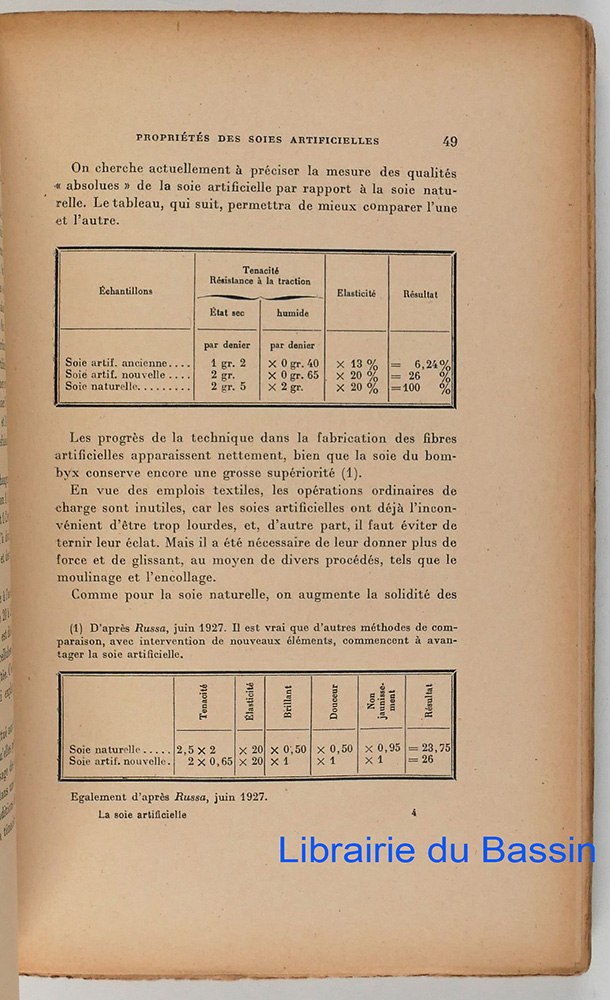 PROPRIÉTÉS DES SOIES ARTIFICIELLES 49
On cherche actuellement à préciser la mesure des qualités
« absolues » de la soie artificielle par rapport à la soie natu-
relle. Le tableau, qui suit, permettra de mieux comparer l'une
et l'autre.
Échantillons
Tenacité
Résistance à la traction
Elasticité
Résultat
État sec
humide
par denier par denier
Soie artif. ancienne.... 1 gr. 2 × 0 gr. 40 × 13 % = 6,24%
Soie artif. nouvelle.... 2 gr. × 0 gr. 65 × 20 % = 26 %
Soie naturelle......... 2 gr. 5 × 2 gr. × 20 % =100 %
Les progrès de la technique dans la fabrication des fibres
artificielles apparaissent nettement, bien que la soie du bom-
byx conserve encore une grosse supériorité (1).
En vue des emplois textiles, les opérations ordinaires de
charge sont inutiles, car les soies artificielles ont déjà l'incon-
vénient d'être trop lourdes, et, d'autre part, il faut éviter de
ternir leur éclat. Mais il a été nécessaire de leur donner plus de
force et de glissant, au moyen de divers procédés, tels que le
moulinage et l'encollage.
Comme pour la soie naturelle, on augmente la solidité des
(1) D'après Russa, juin 1927. Il est vrai que d'autres méthodes de com-
paraison, avec intervention de nouveaux éléments, commencent à avan-
tager la soie artificielle.
Tenacité
Élasticité
Brillant
Douceur
Non
jaunisse-
ment
Résultat
Soie naturelle..... 2,5 × 2 × 20 × 0,50 × 0,50 × 0,95 = 23,75
Soie artif. nouvelle. 2 × 0,65 × 20 × 1 × 1 × 1 = 26
Egalement d'après Russa, juin 1927.
La soie artificielle 4
Librairie du Bassin